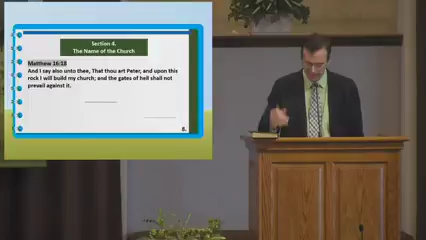 Section 4.
The Name of the Church
Matthew 16:18
And I say also unto thee, That thou art Peter, and upon this
rock I will build my church; and the gates of hell shall not
prevail against it.
8.